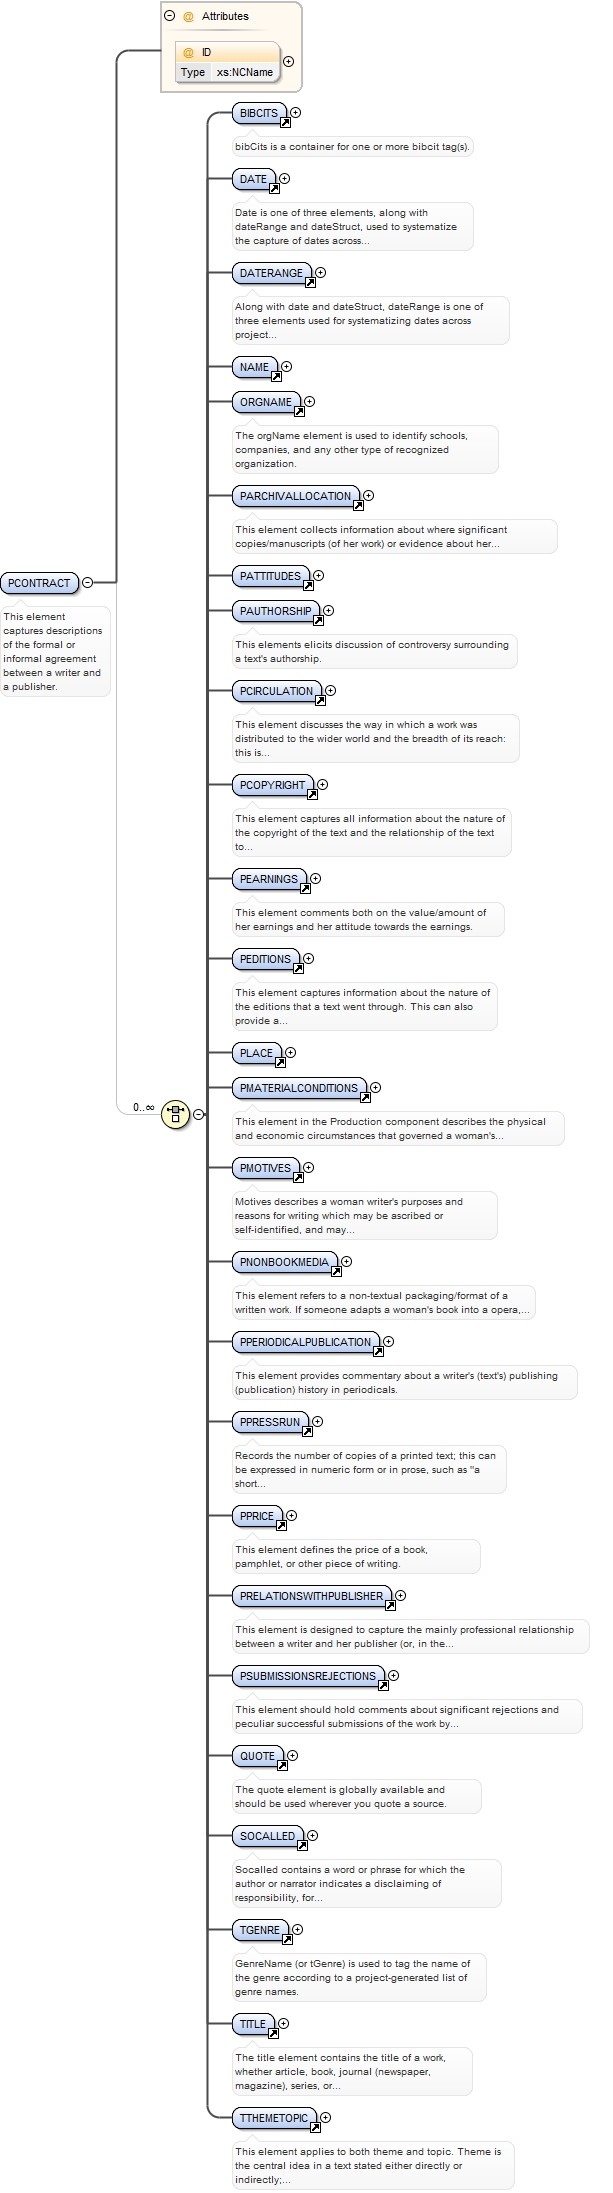 Attributes
@ ID
Type xs:NCName
BIBCITS
bibCits is a container for one or more bibcit tag(s).
DATE
Date is one of three elements, along with
dateRange and dateStruct, used to systematize
the capture of dates across...
DATERANGE
Along with date and dateStruct, dateRange is one of
three elements used for systematizing dates across
project...
NAME
ORGNAME
The orgName element is used to identify schools,
companies, and any other type of recognized
organization.
PARCHIVALLOCATION
This element collects information about where significant
copies/manuscripts (of her work) or evidence about her...
PATTITUDES
PCONTRACT
This element
captures descriptions
of the formal or
informal agreement
between a writer and
a publisher.
PAUTHORSHIP
This elements elicits discussion of controversy surrounding
a text's authorship.
PCIRCULATION
This element discusses the way in which a work was
distributed to the wider world and the breadth of its reach:
this is...
PCOPYRIGHT
This element captures all information about the nature of
the copyright of the text and the relationship of the text
to...
PEARNINGS
This element comments both on the value/amount of
her earnings and her attitude towards the earnings.
PEDITIONS
This element captures information about the nature of
the editions that a text went through. This can also
provide a...
PLACE
PMATERIALCONDITIONS
0..∞
This element in the Production component describes the physical
and economic circumstances that governed a woman's...
PMOTIVES
Motives describes a woman writer's purposes and
reasons for writing which may be ascribed or
self-identified, and may...
PNONBOOKMEDIA
This element refers to a non-textual packaging/format of a
written work. If someone adapts a woman's book into a opera,...
PPERIODICALPUBLICATION
This element provides commentary about a writer's (text's) publishing
(publication) history in periodicals.
PPRESSRUN
Records the number of copies of a printed text; this can
be expressed in numeric form or in prose, such as "a
short...
PPRICE
This element defines the price of a book,
pamphlet, or other piece of writing.
PRELATIONSWITHPUBLISHER
This element is designed to capture the mainly professional relationship
between a writer and her publisher (or, in the...
PSUBMISSIONSREJECTIONS
This element should hold comments about significant rejections and
peculiar successful submissions of the work by...
QUOTE
The quote element is globally available and
should be used wherever you quote a source.
SOCALLED
Socalled contains a word or phrase for which the
author or narrator indicates a disclaiming of
responsibility, for...
TGENRE
GenreName (or tGenre) is used to tag the name of
the genre according to a project-generated list of
genre names.
TITLE
The title element contains the title of a work,
whether article, book, journal (newspaper,
magazine), series, or...
TTHEMETOPIC
This element applies to both theme and topic. Theme is
the central idea in a text stated either directly or
indirectly;...